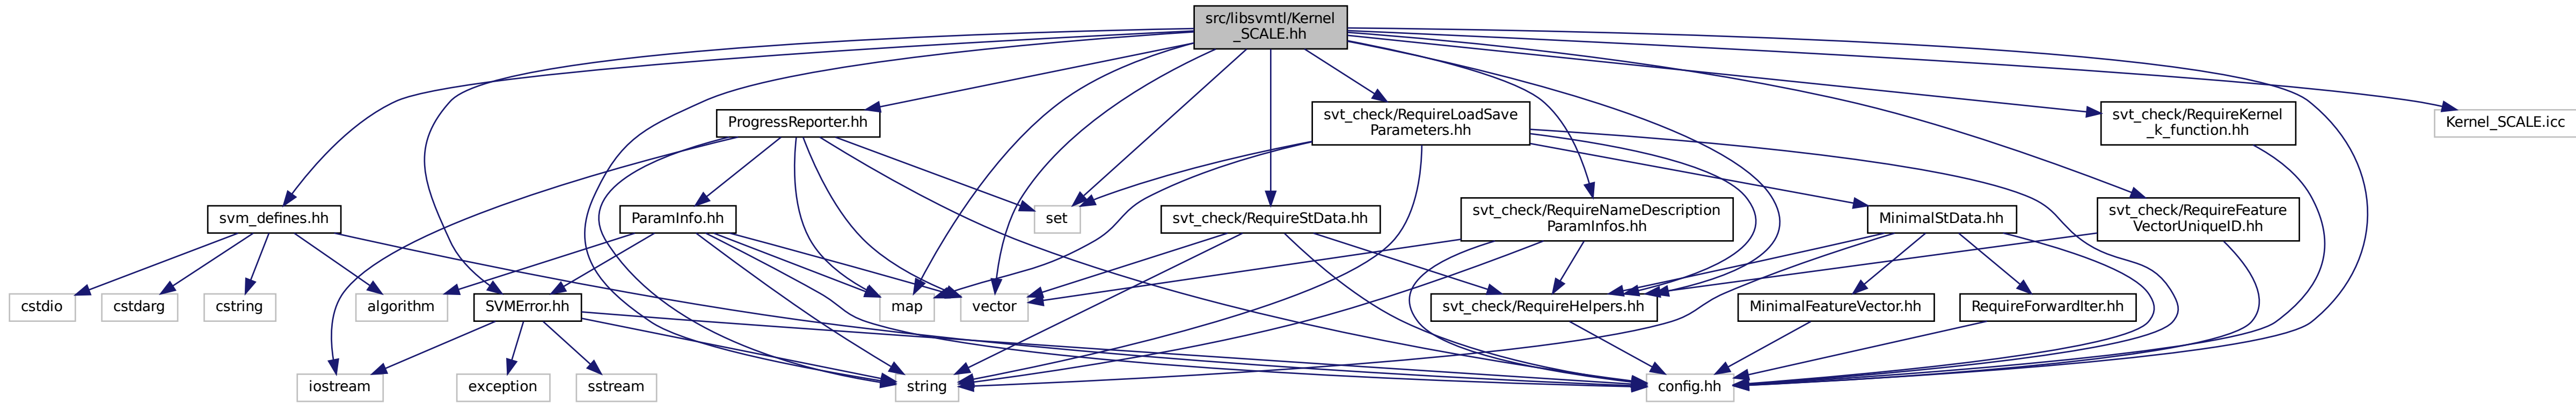 src/libsvmtl/Kernel
_SCALE.hh
ProgressReporter.hh
svt_check/RequireLoadSave
Parameters.hh
svt_check/RequireKernel
_k_function.hh
Kernel_SCALE.icc
svm_defines.hh
ParamInfo.hh
set
svt_check/RequireStData.hh
svt_check/RequireNameDescription
ParamInfos.hh
MinimalStData.hh
svt_check/RequireFeature
VectorUniqueID.hh
cstdio
cstdarg
cstring
algorithm
SVMError.hh
map
vector
svt_check/RequireHelpers.hh
MinimalFeatureVector.hh
RequireForwardIter.hh
iostream
exception
sstream
string
config.hh